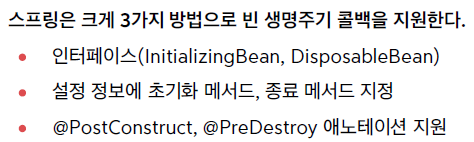 스프링은 크게 3가지 방법으로 빈 생명주기 콜백을 지원한다.
• 인터페이스(InitializingBean, DisposableBean)
• 설정 정보에 초기화 메서드, 종료 메서드 지정
• @PostConstruct, @PreDestroy 애노테이션 지원